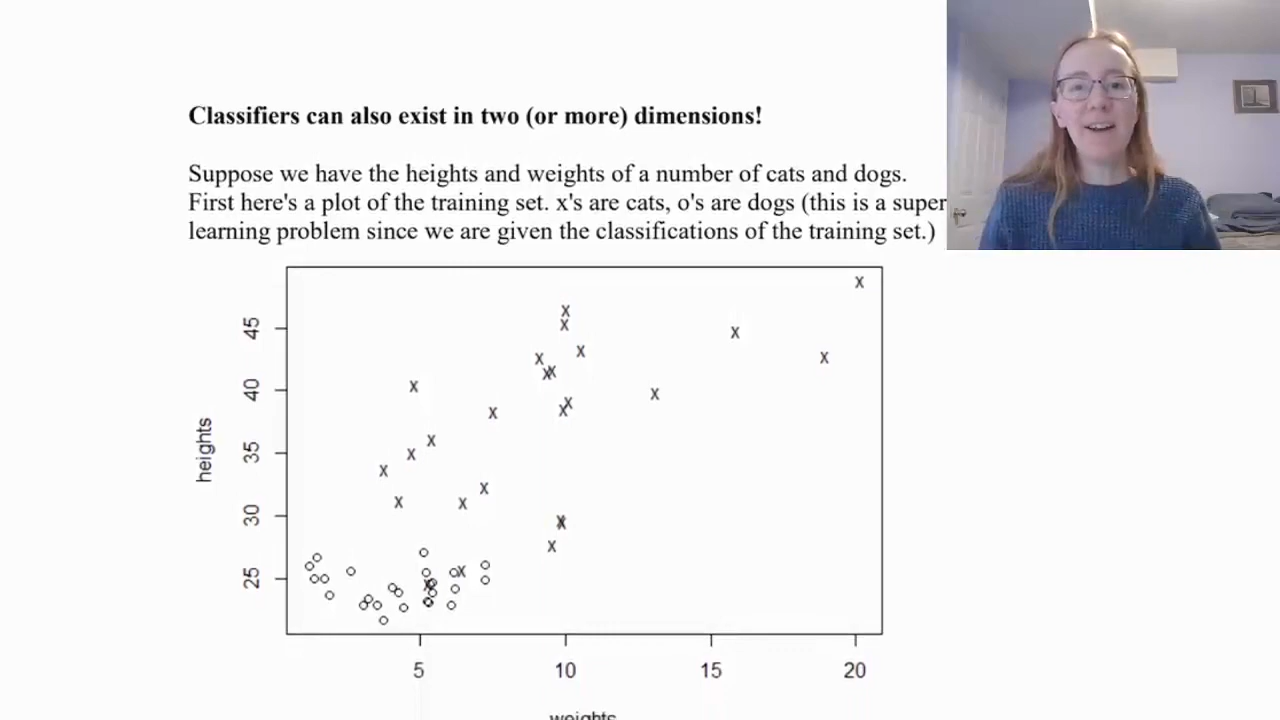 Classifiers can also exist in two (or more) dimensions!
Suppose we have the heights and weights of a number of cats and dogs.
First here's a plot of the training set. x's are cats, o's are dogs (this is a super
learning problem since we are given the classifications of the training set.)
45
40
35
30
25
heights
5 10 15 20
weights